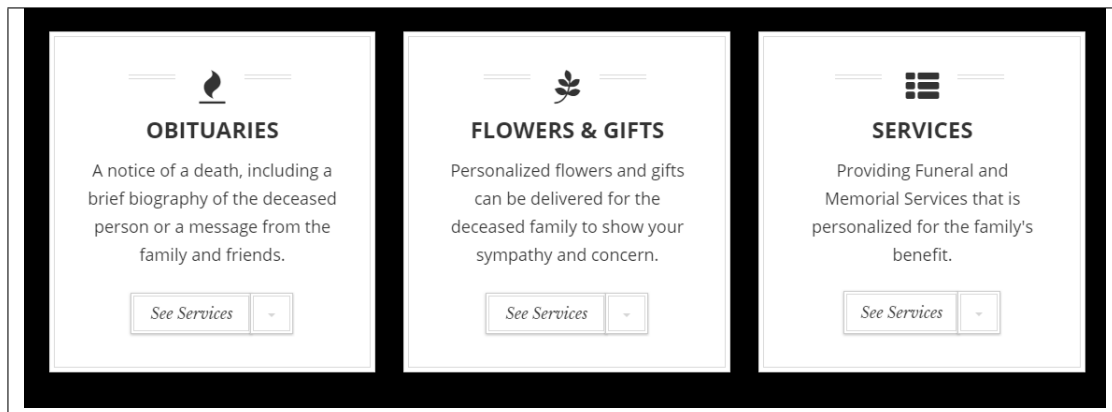 OBITUARIES
A notice of a death, including a
brief biography of the deceased
person or a message from the
family and friends.
See Services
FLOWERS & GIFTS
Personalized flowers and gifts
can be delivered for the
deceased family to show your
sympathy and concern.
See Services
SERVICES
Providing Funeral and
Memorial Services that is
personalized for the family's
benefit.
See Services